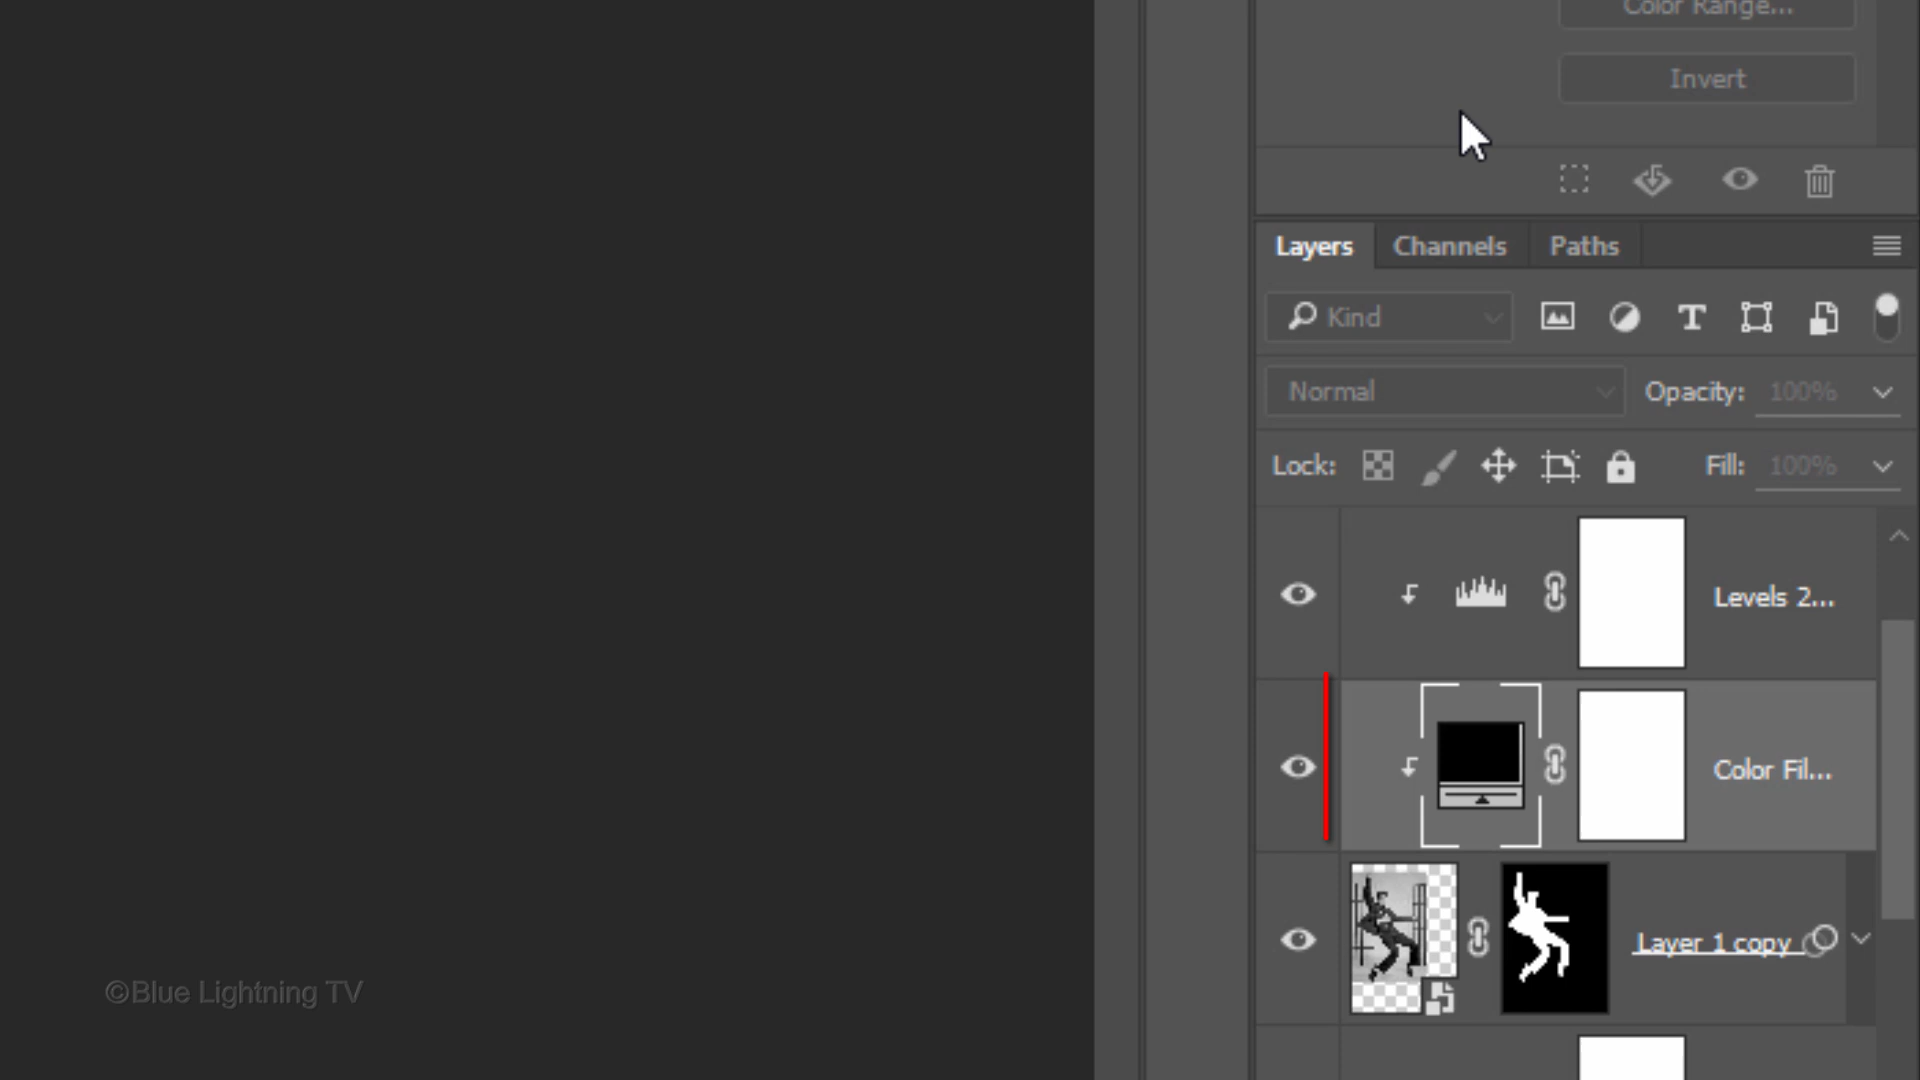 Color Range...
Invert
Layers Channels Paths
Kind
Normal Opacity: 100%
Lock: Fill: 100%
Levels 2...
Color Fil...
Layer 1 copy
©Blue Lightning TV